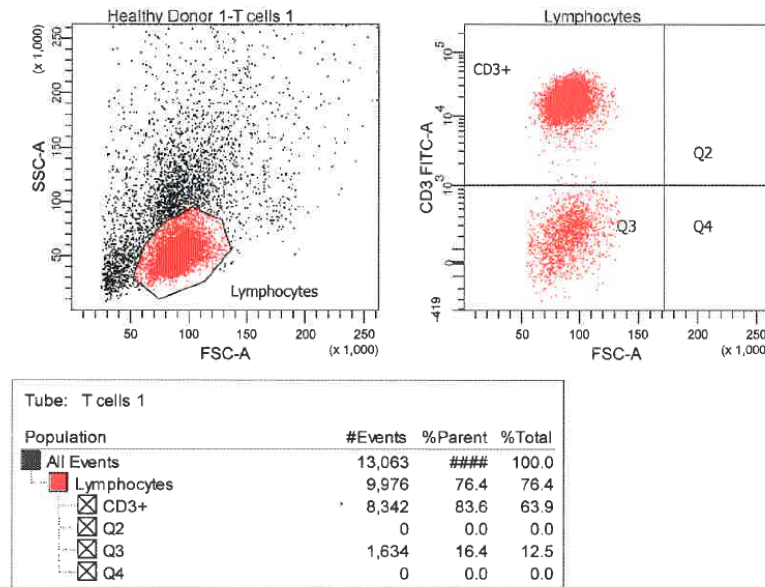 Healthy Donor 1-T cells 1
(x 1,000)
250
200
150
100
50
SSC-A
50 100 150 200 250
FSC-A (x 1,000)
Lymphocytes
Lymphocytes
CD3+
10^5
10^4
10^3
0
-419
CD3 FITC-A
Q2
Q3
Q4
50 100 150 200 250
FSC-A (x 1,000)
Tube: T cells 1
Population #Events %Parent %Total
All Events 13,063 #### 100.0
Lymphocytes 9,976 76.4 76.4
CD3+ 8,342 83.6 63.9
Q2 0 0.0 0.0
Q3 1,634 16.4 12.5
Q4 0 0.0 0.0